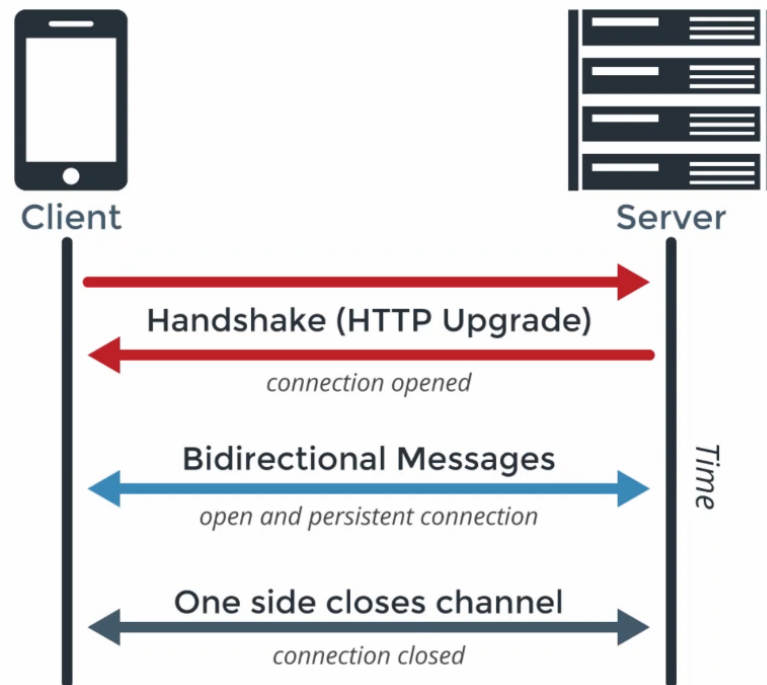 Client
Server
Handshake (HTTP Upgrade)
connection opened
Bidirectional Messages
open and persistent connection
Time
One side closes channel
connection closed